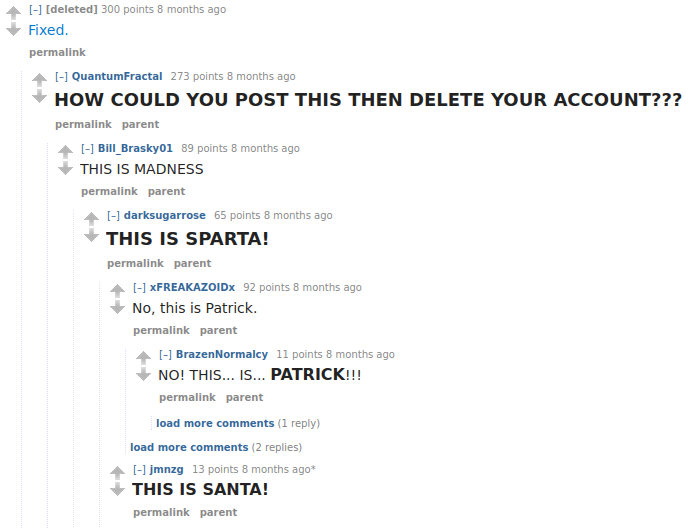 [–] [deleted] 300 points 8 months ago
Fixed.
permalink
[–] QuantumFractal 273 points 8 months ago
HOW COULD YOU POST THIS THEN DELETE YOUR ACCOUNT???
permalink parent
[–] Bill_Brasky01 89 points 8 months ago
THIS IS MADNESS
permalink parent
[–] darksugarrose 65 points 8 months ago
THIS IS SPARTA!
permalink parent
[–] xFREAKAZOIDx 92 points 8 months ago
No, this is Patrick.
permalink parent
[–] BrazenNormalcy 11 points 8 months ago
NO! THIS... IS... PATRICK!!!
permalink parent
load more comments (1 reply)
load more comments (2 replies)
[–] jmnzg 13 points 8 months ago*
THIS IS SANTA!
permalink parent